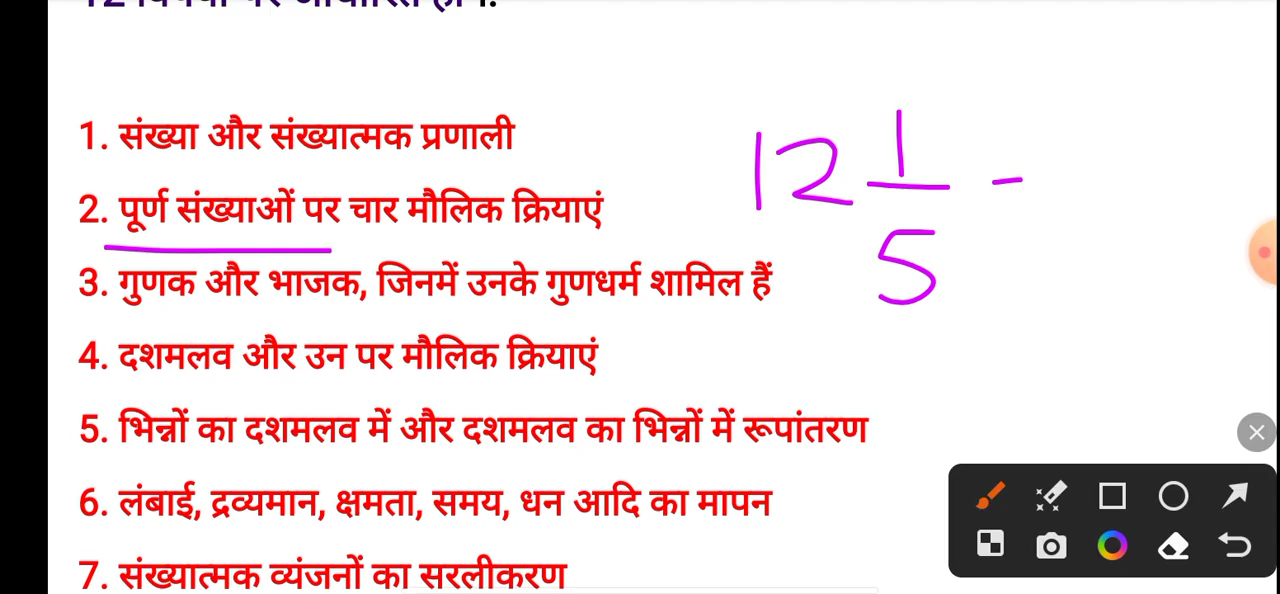 1. संख्या और संख्यात्मक प्रणाली
2. पूर्ण संख्याओं पर चार मौलिक क्रियाएं
3. गुणक और भाजक, जिनमें उनके गुणधर्म शामिल हैं
4. दशमलव और उन पर मौलिक क्रियाएं
5. भिन्नों का दशमलव में और दशमलव का भिन्नों में रूपांतरण
6. लंबाई, द्रव्यमान, क्षमता, समय, धन आदि का मापन
7. संख्यात्मक व्यंजनों का सरलीकरण
12 1/5 -